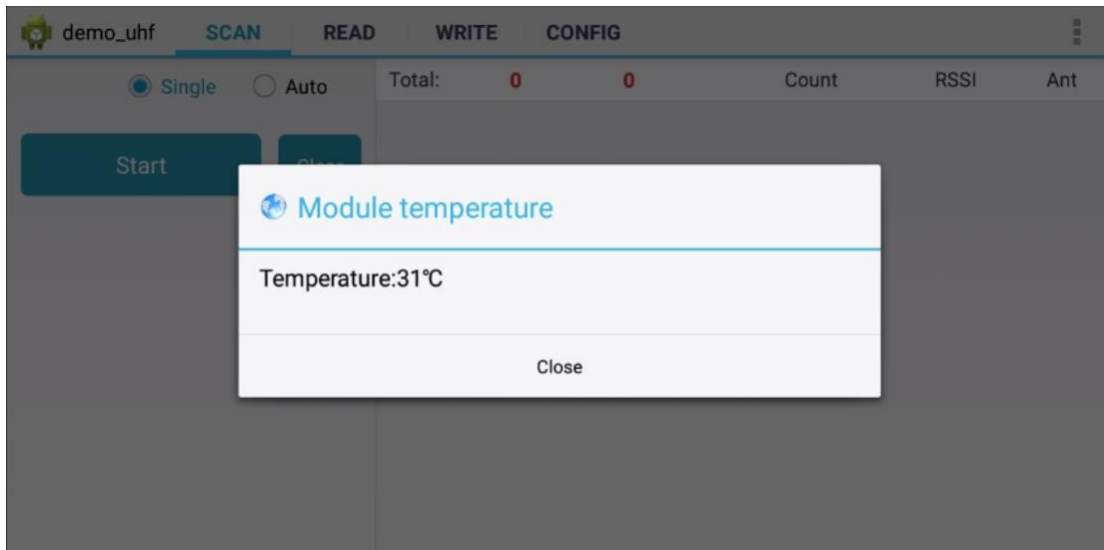 demo_uhf SCAN READ WRITE CONFIG
Single Auto Total: 0 0 Count RSSI Ant
Start
Module temperature
Temperature:31℃
Close